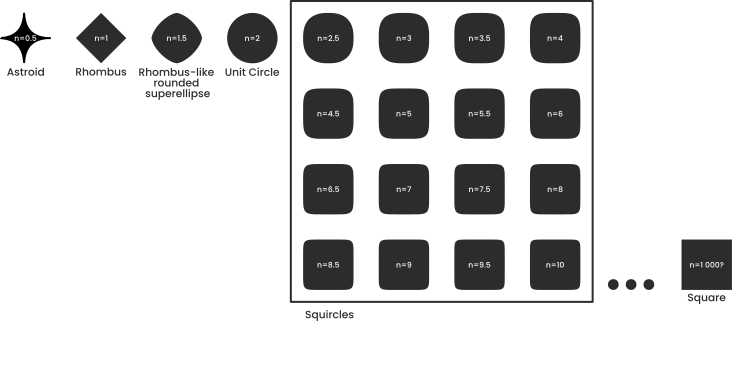 n=0.5
n=1
n=1.5
n=2
n=2.5
n=3
n=3.5
n=4
Astroid
Rhombus
Rhombus-like
rounded
superellipse
Unit Circle
n=4.5
n=5
n=5.5
n=6
n=6.5
n=7
n=7.5
n=8
n=8.5
n=9
n=9.5
n=10
n=1 000?
Square
Squircles